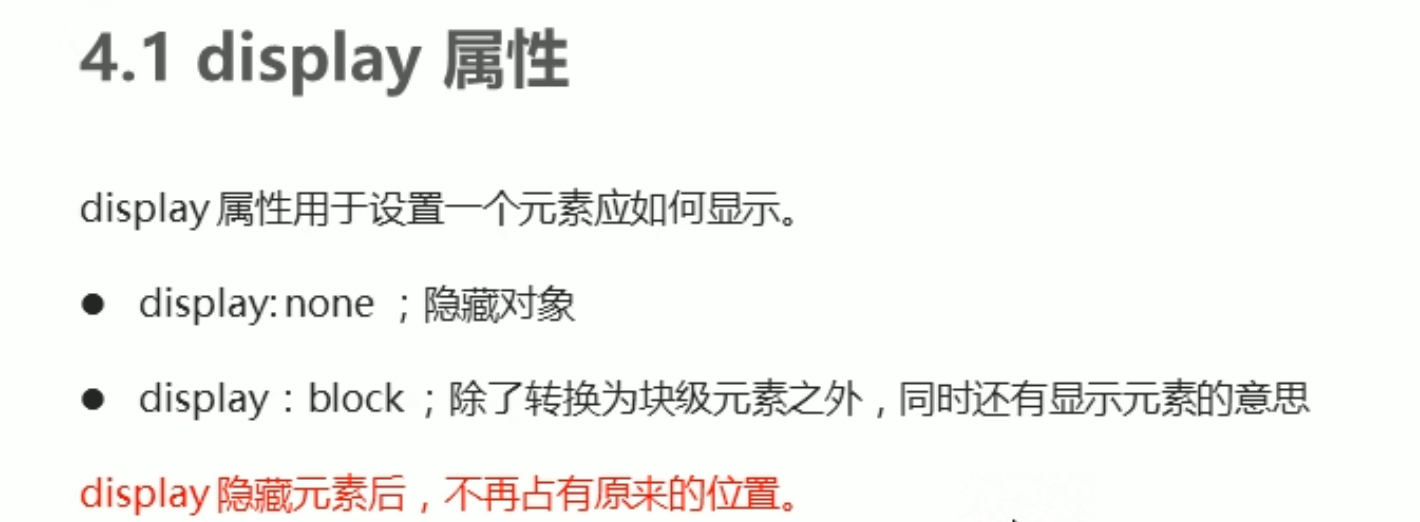 4.1 display 属性
display 属性用于设置一个元素应如何显示。
● display: none ；隐藏对象
● display：block ；除了转换为块级元素之外，同时还有显示元素的意思
display 隐藏元素后，不再占有原来的位置。